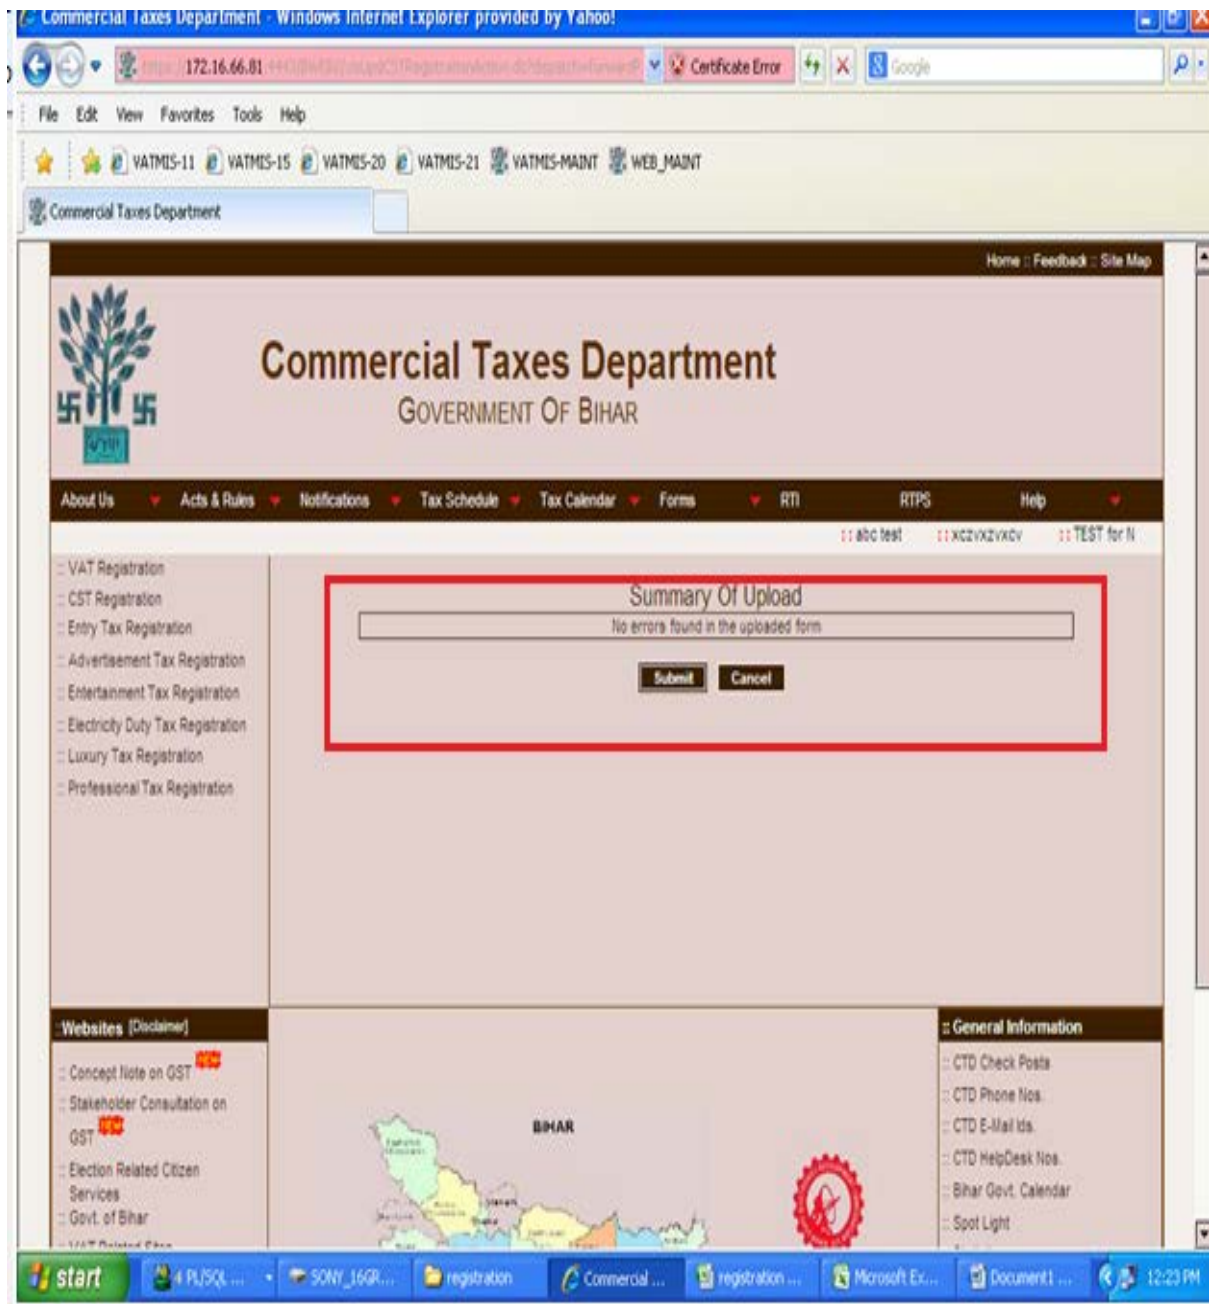 Commercial Taxes Department - Windows Internet Explorer provided by Yahoo!
172.16.66.81
Certificate Error
Google
File Edit View Favorites Tools Help
VATMIS-11 VATMIS-15 VATMIS-20 VATMIS-21 VATMIS-MAINT WEB_MAINT
Commercial Taxes Department
Home :: Feedback :: Site Map
Commercial Taxes Department
GOVERNMENT OF BIHAR
About Us Acts & Rules Notifications Tax Schedule Tax Calendar Forms RTI RTPS Help
:: abc test :: xczvxzvxcv :: TEST for N
:: VAT Registration
:: CST Registration
:: Entry Tax Registration
:: Advertisement Tax Registration
:: Entertainment Tax Registration
:: Electricity Duty Tax Registration
:: Luxury Tax Registration
:: Professional Tax Registration
Summary Of Upload
No errors found in the uploaded form
Submit Cancel
:Websites [Disclaimer]
:: Concept Note on GST NEW
:: Stakeholder Consultation on
GST NEW
:: Election Related Citizen
Services
:: Govt. of Bihar
:: VAT Related Sites
BIHAR
:: General Information
:: CTD Check Posts
:: CTD Phone Nos.
:: CTD E-Mail Ids.
:: CTD HelpDesk Nos.
:: Bihar Govt. Calendar
:: Spot Light
start
4 PL/SQL ...
SONY_16GR...
registration
Commercial ...
registration ...
Microsoft Ex...
Document1 ...
12:23 PM